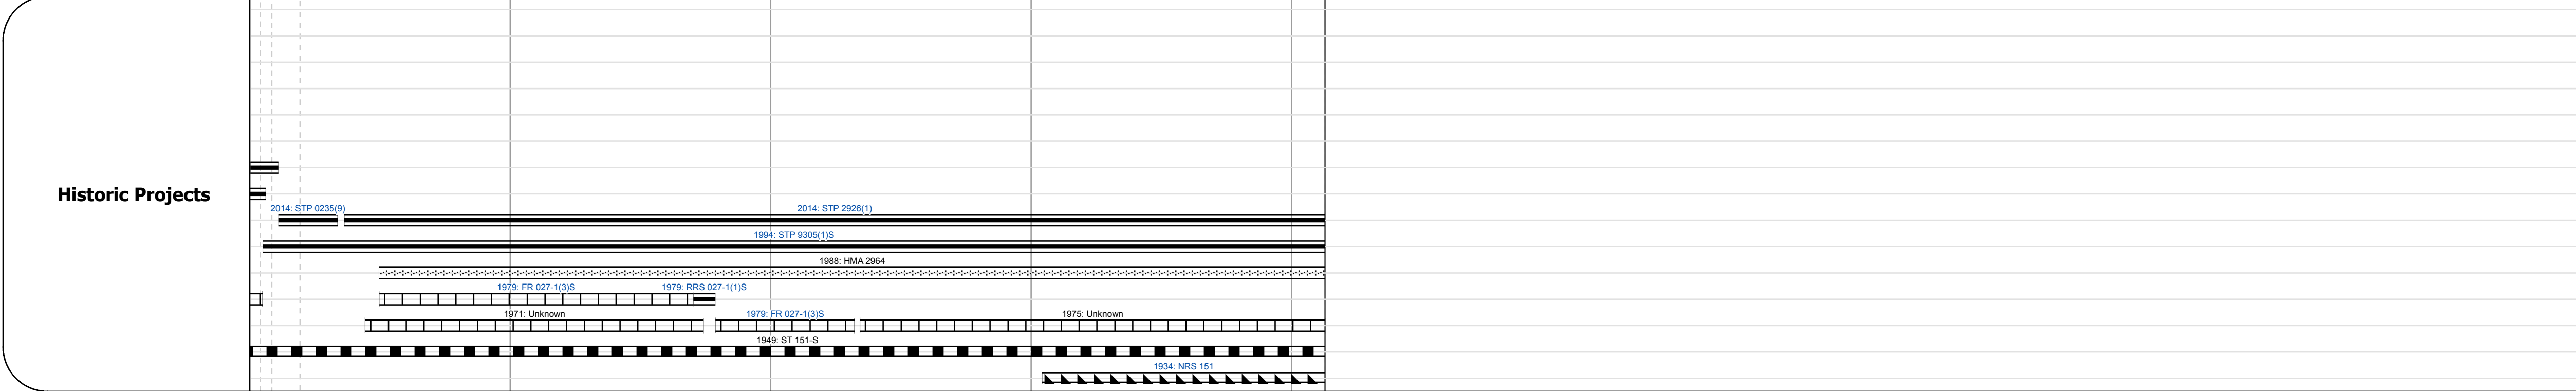 Historic Projects
2014: STP 0235(9)
2014: STP 2926(1)
1994: STP 9305(1)S
1988: HMA 2964
1979: FR 027-1(3)S
1979: RRS 027-1(1)S
1971: Unknown
1979: FR 027-1(3)S
1975: Unknown
1949: ST 151-S
1934: NRS 151